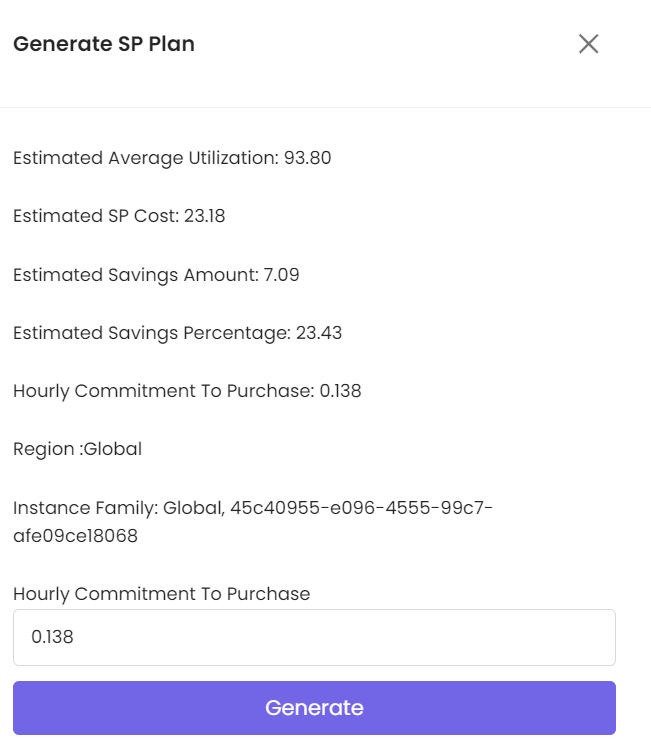 Generate SP Plan
Estimated Average Utilization: 93.80
Estimated SP Cost: 23.18
Estimated Savings Amount: 7.09
Estimated Savings Percentage: 23.43
Hourly Commitment To Purchase: 0.138
Region :Global
Instance Family: Global, 45c40955-e096-4555-99c7-
afe09ce18068
Hourly Commitment To Purchase
0.138
Generate